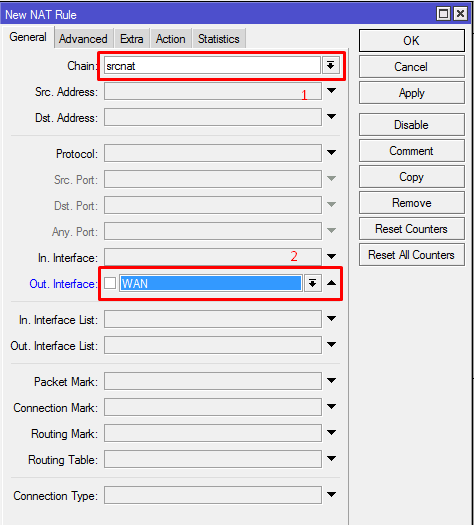 New NAT Rule
General Advanced Extra Action Statistics
Chain: srcnat
Src. Address: 1
Dst. Address:
Protocol:
Src. Port:
Dst. Port:
Any. Port:
In. Interface: 2
Out. Interface: WAN
In. Interface List:
Out. Interface List:
Packet Mark:
Connection Mark:
Routing Mark:
Routing Table:
Connection Type:
OK
Cancel
Apply
Disable
Comment
Copy
Remove
Reset Counters
Reset All Counters